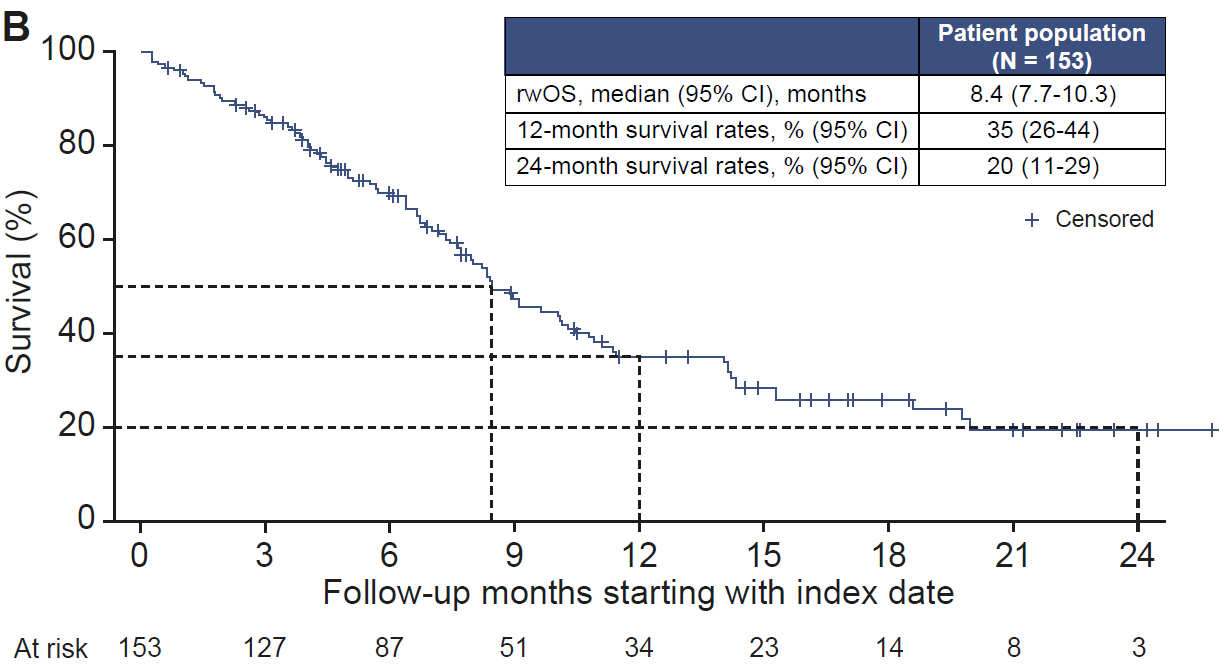 B
Patient population
(N = 153)
rwOS, median (95% CI), months 8.4 (7.7-10.3)
12-month survival rates, % (95% CI) 35 (26-44)
24-month survival rates, % (95% CI) 20 (11-29)
Censored
Survival (%)
100
80
60
40
20
0
0 3 6 9 12 15 18 21 24
Follow-up months starting with index date
At risk 153 127 87 51 34 23 14 8 3